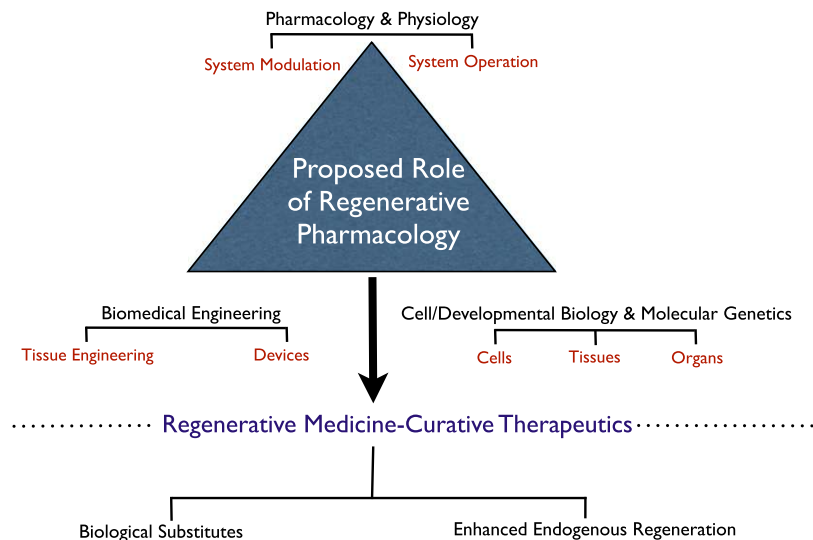 Pharmacology & Physiology
System Modulation
System Operation
Proposed Role
of Regenerative
Pharmacology
Biomedical Engineering
Tissue Engineering
Devices
Cell/Developmental Biology & Molecular Genetics
Cells
Tissues
Organs
Regenerative Medicine-Curative Therapeutics
Biological Substitutes
Enhanced Endogenous Regeneration